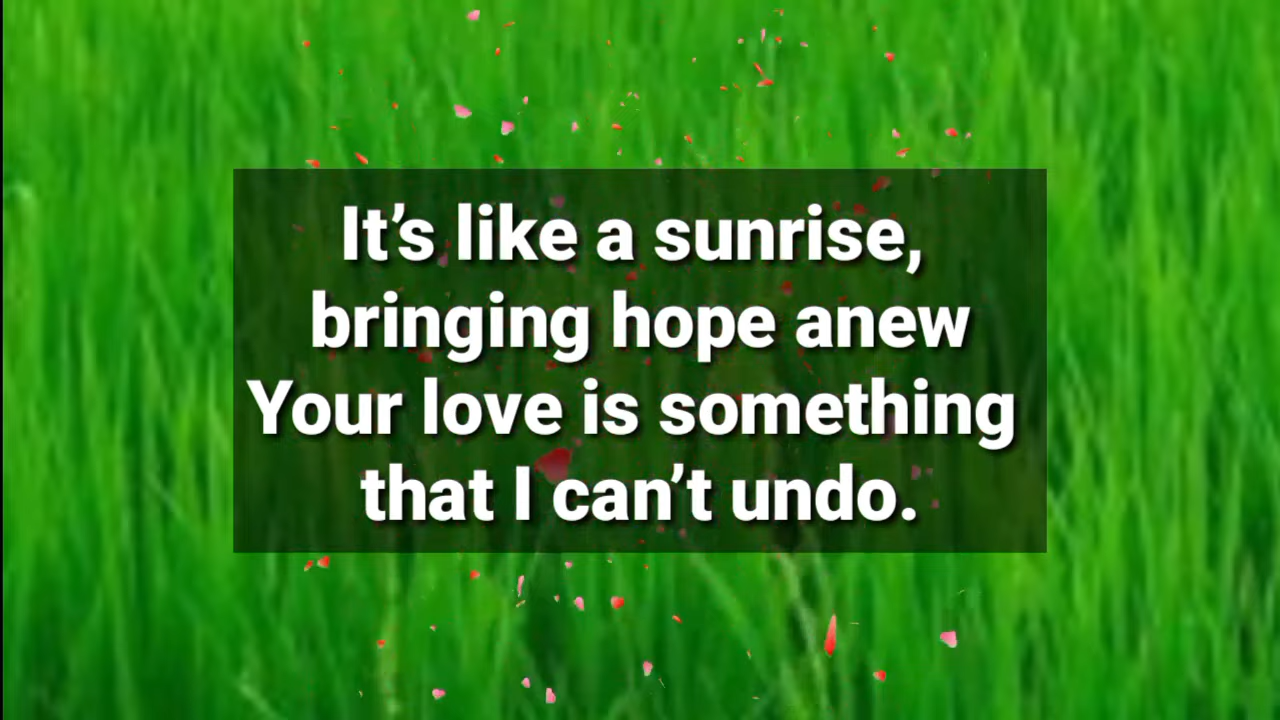 It’s like a sunrise,
bringing hope anew
Your love is something
that I can’t undo.